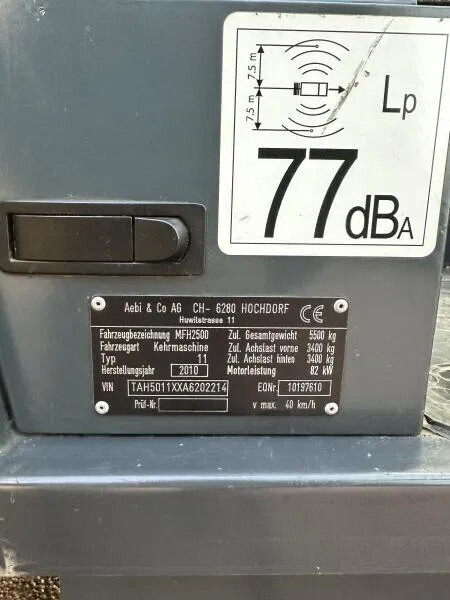 7.5 m
7.5 m
Lp
77dBA
Aebi & Co AG CH- 6280 HOCHDORF
Huwilstrasse 11
CE
Fahrzeugbezeichnung MFH2500 Zul. Gesamtgewicht 5500 kg
Fahrzeugart Kehrmaschine Zul. Achslast vorne 3400 kg
Typ 11 Zul. Achslast hinten 3400 kg
Herstellungsjahr 2010 Motorleistung 82 kW
VIN TAH5011XXA6202214 EQNr. 10197610
Prüf-Nr. v max. 40 km/h